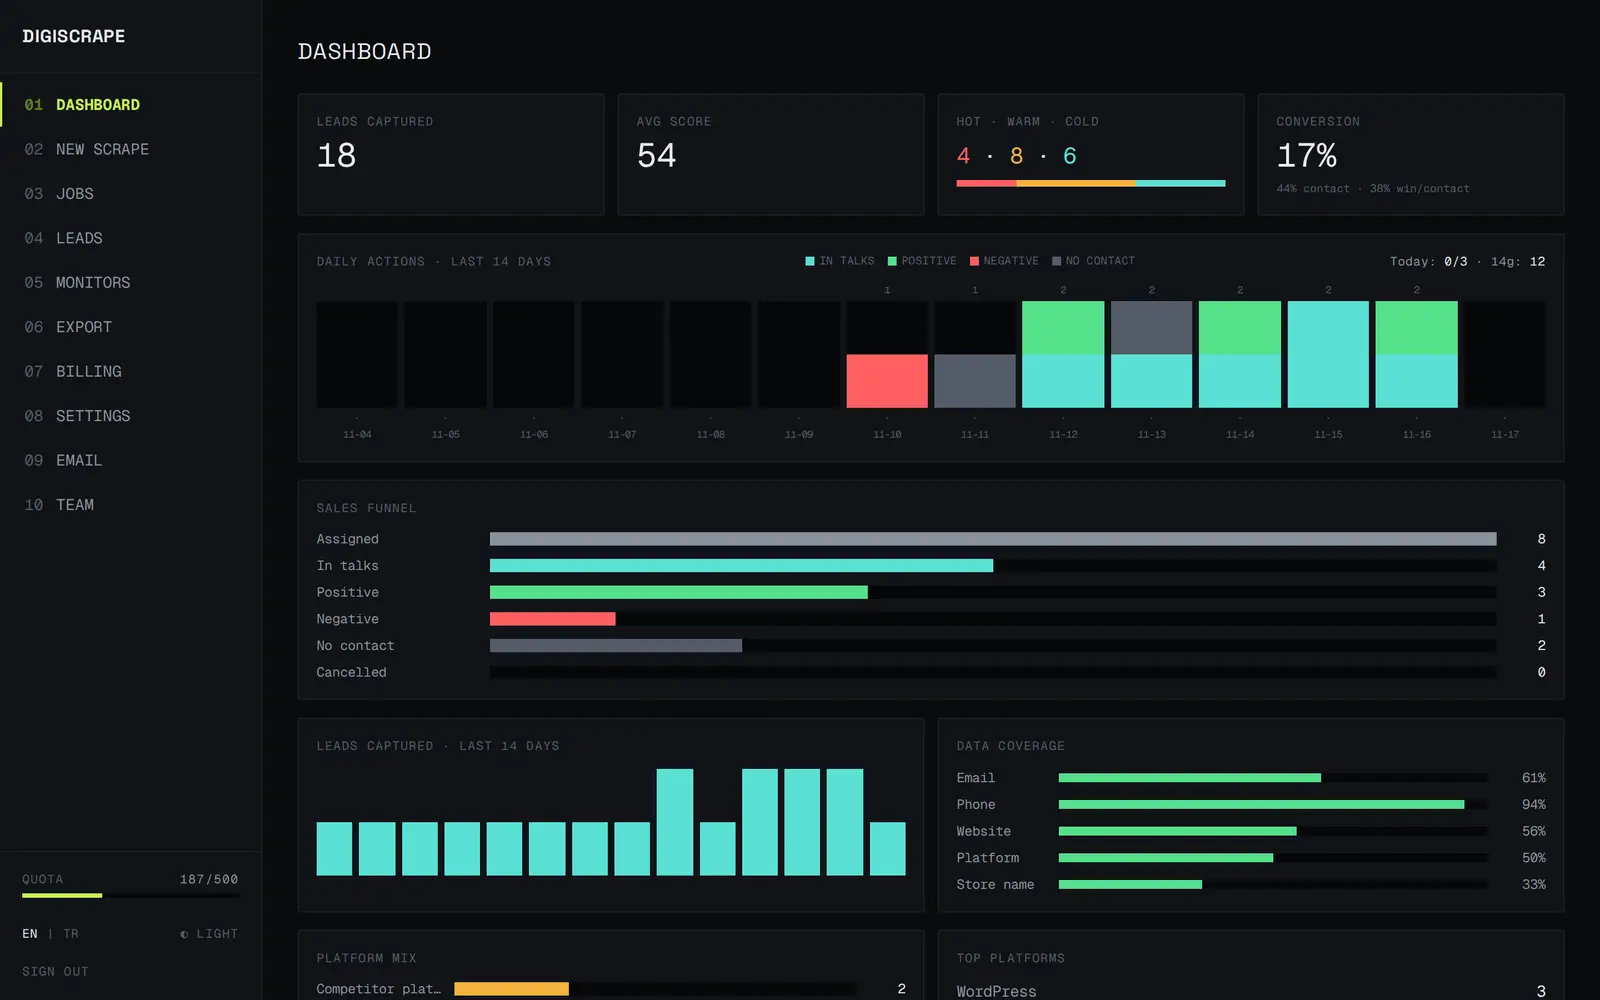 DIGISCRAPE
01 DASHBOARD
02 NEW SCRAPE
03 JOBS
04 LEADS
05 MONITORS
06 EXPORT
07 BILLING
08 SETTINGS
09 EMAIL
10 TEAM
QUOTA 187/500
EN | TR ◐ LIGHT
SIGN OUT
DASHBOARD
LEADS CAPTURED
18
AVG SCORE
54
HOT · WARM · COLD
4 · 8 · 6
CONVERSION
17%
44% contact · 38% win/contact
DAILY ACTIONS · LAST 14 DAYS
IN TALKS POSITIVE NEGATIVE NO CONTACT
Today: 0/3 · 14g: 12
1 1 2 2 2 2 2
11-04 11-05 11-06 11-07 11-08 11-09 11-10 11-11 11-12 11-13 11-14 11-15 11-16 11-17
SALES FUNNEL
Assigned 8
In talks 4
Positive 3
Negative 1
No contact 2
Cancelled 0
LEADS CAPTURED · LAST 14 DAYS
DATA COVERAGE
Email 61%
Phone 94%
Website 56%
Platform 50%
Store name 33%
PLATFORM MIX
Competitor plat… 2
TOP PLATFORMS
WordPress 3